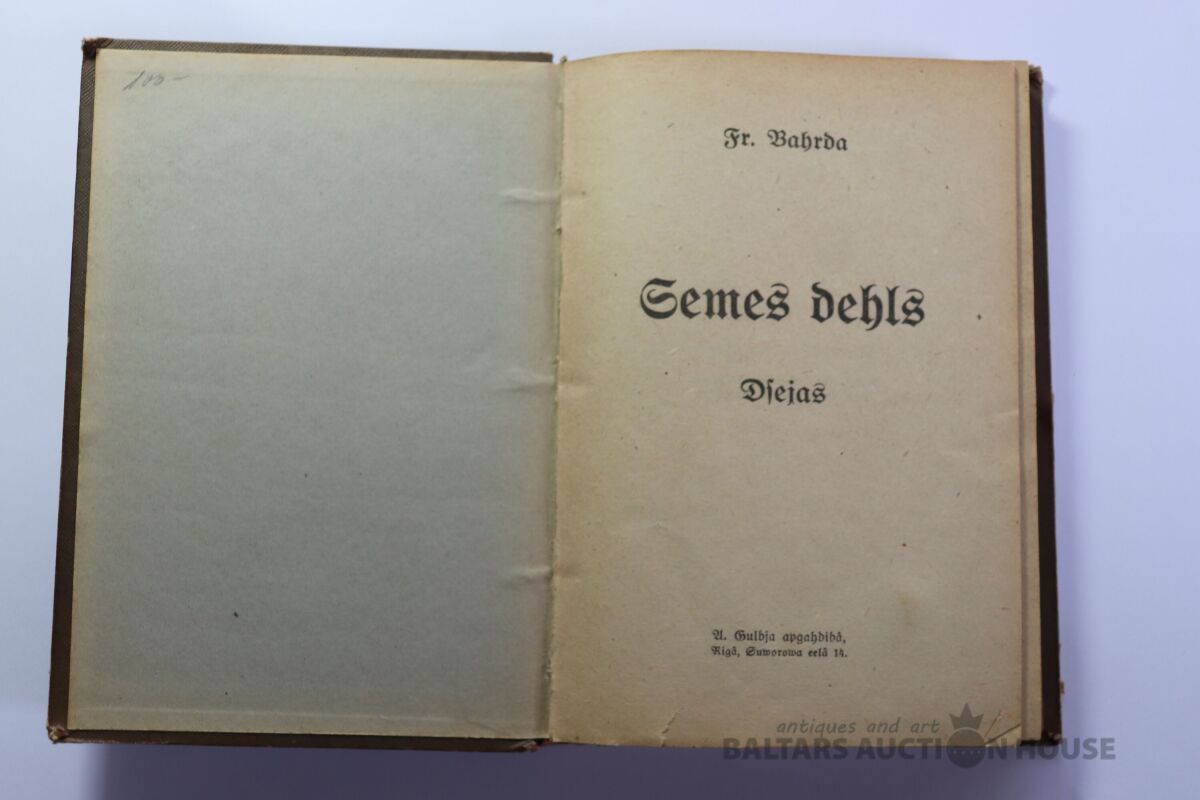 100-
Fr. Bahrda
Semes dehls
Dſejas
A. Gulbja apgahdibâ,
Rigâ, Suworowa eelâ 14.
antiques and art
BALTARS AUCTION HOUSE